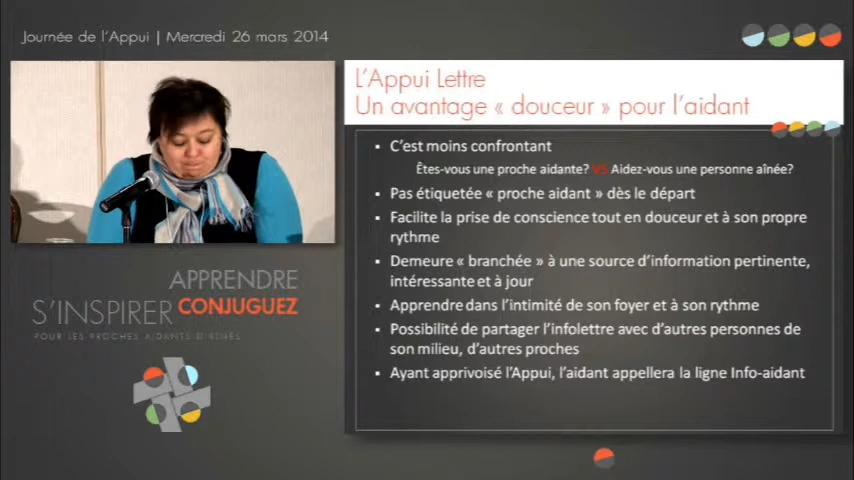 Journée de l'Appui | Mercredi 26 mars 2014
L'Appui Lettre
Un avantage « douceur » pour l'aidant
▪ C'est moins confrontant
Êtes-vous une proche aidante? VS Aidez-vous une personne aînée?
▪ Pas étiquetée « proche aidant » dès le départ
▪ Facilite la prise de conscience tout en douceur et à son propre
rythme
▪ Demeure « branchée » à une source d'information pertinente,
intéressante et à jour
▪ Apprendre dans l'intimité de son foyer et à son rythme
▪ Possibilité de partager l'infolettre avec d'autres personnes de
son milieu, d'autres proches
▪ Ayant apprivoisé l'Appui, l'aidant appellera la ligne Info-aidant
APPRENDRE
S'INSPIRER CONJUGUEZ
POUR LES PROCHES AIDANTS D'AÎNÉS